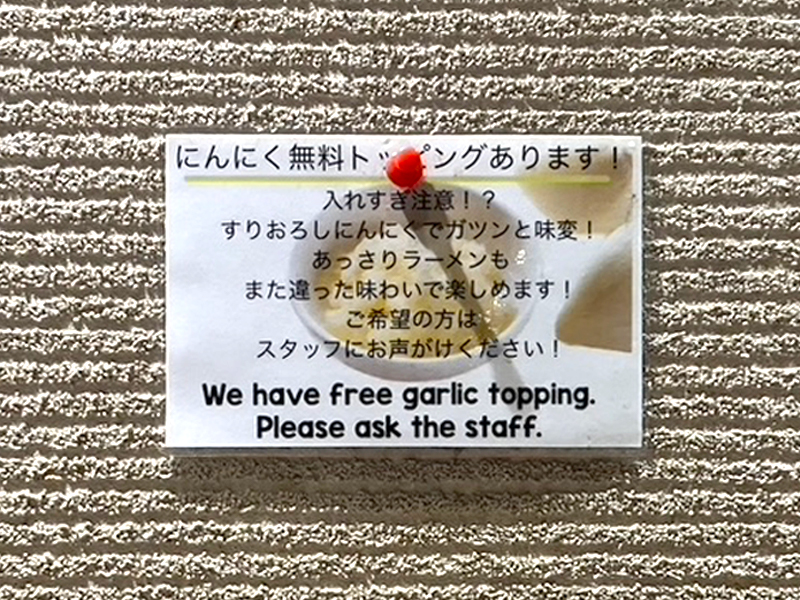 にんにく無料トッピングあります！
入れすぎ注意！？
すりおろしにんにくでガツンと味変！
あっさりラーメンも
また違った味わいで楽しめます！
ご希望の方は
スタッフにお声がけください！
We have free garlic topping.
Please ask the staff.